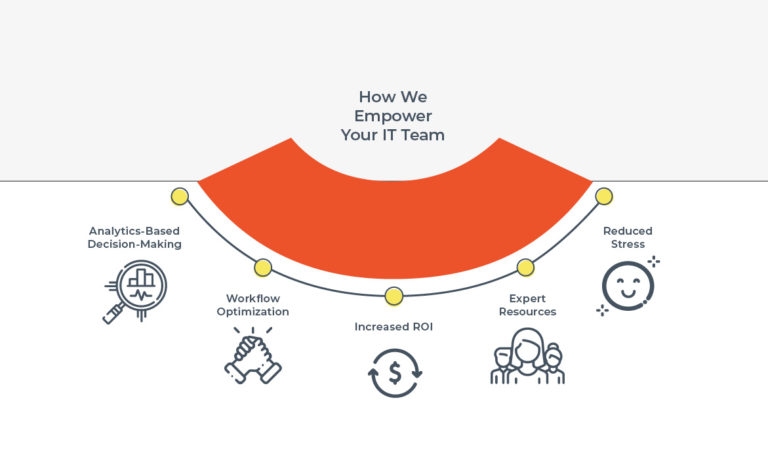 How We
Empower
Your IT Team
Analytics-Based
Decision-Making
Workflow
Optimization
Increased ROI
$
Expert
Resources
Reduced
Stress